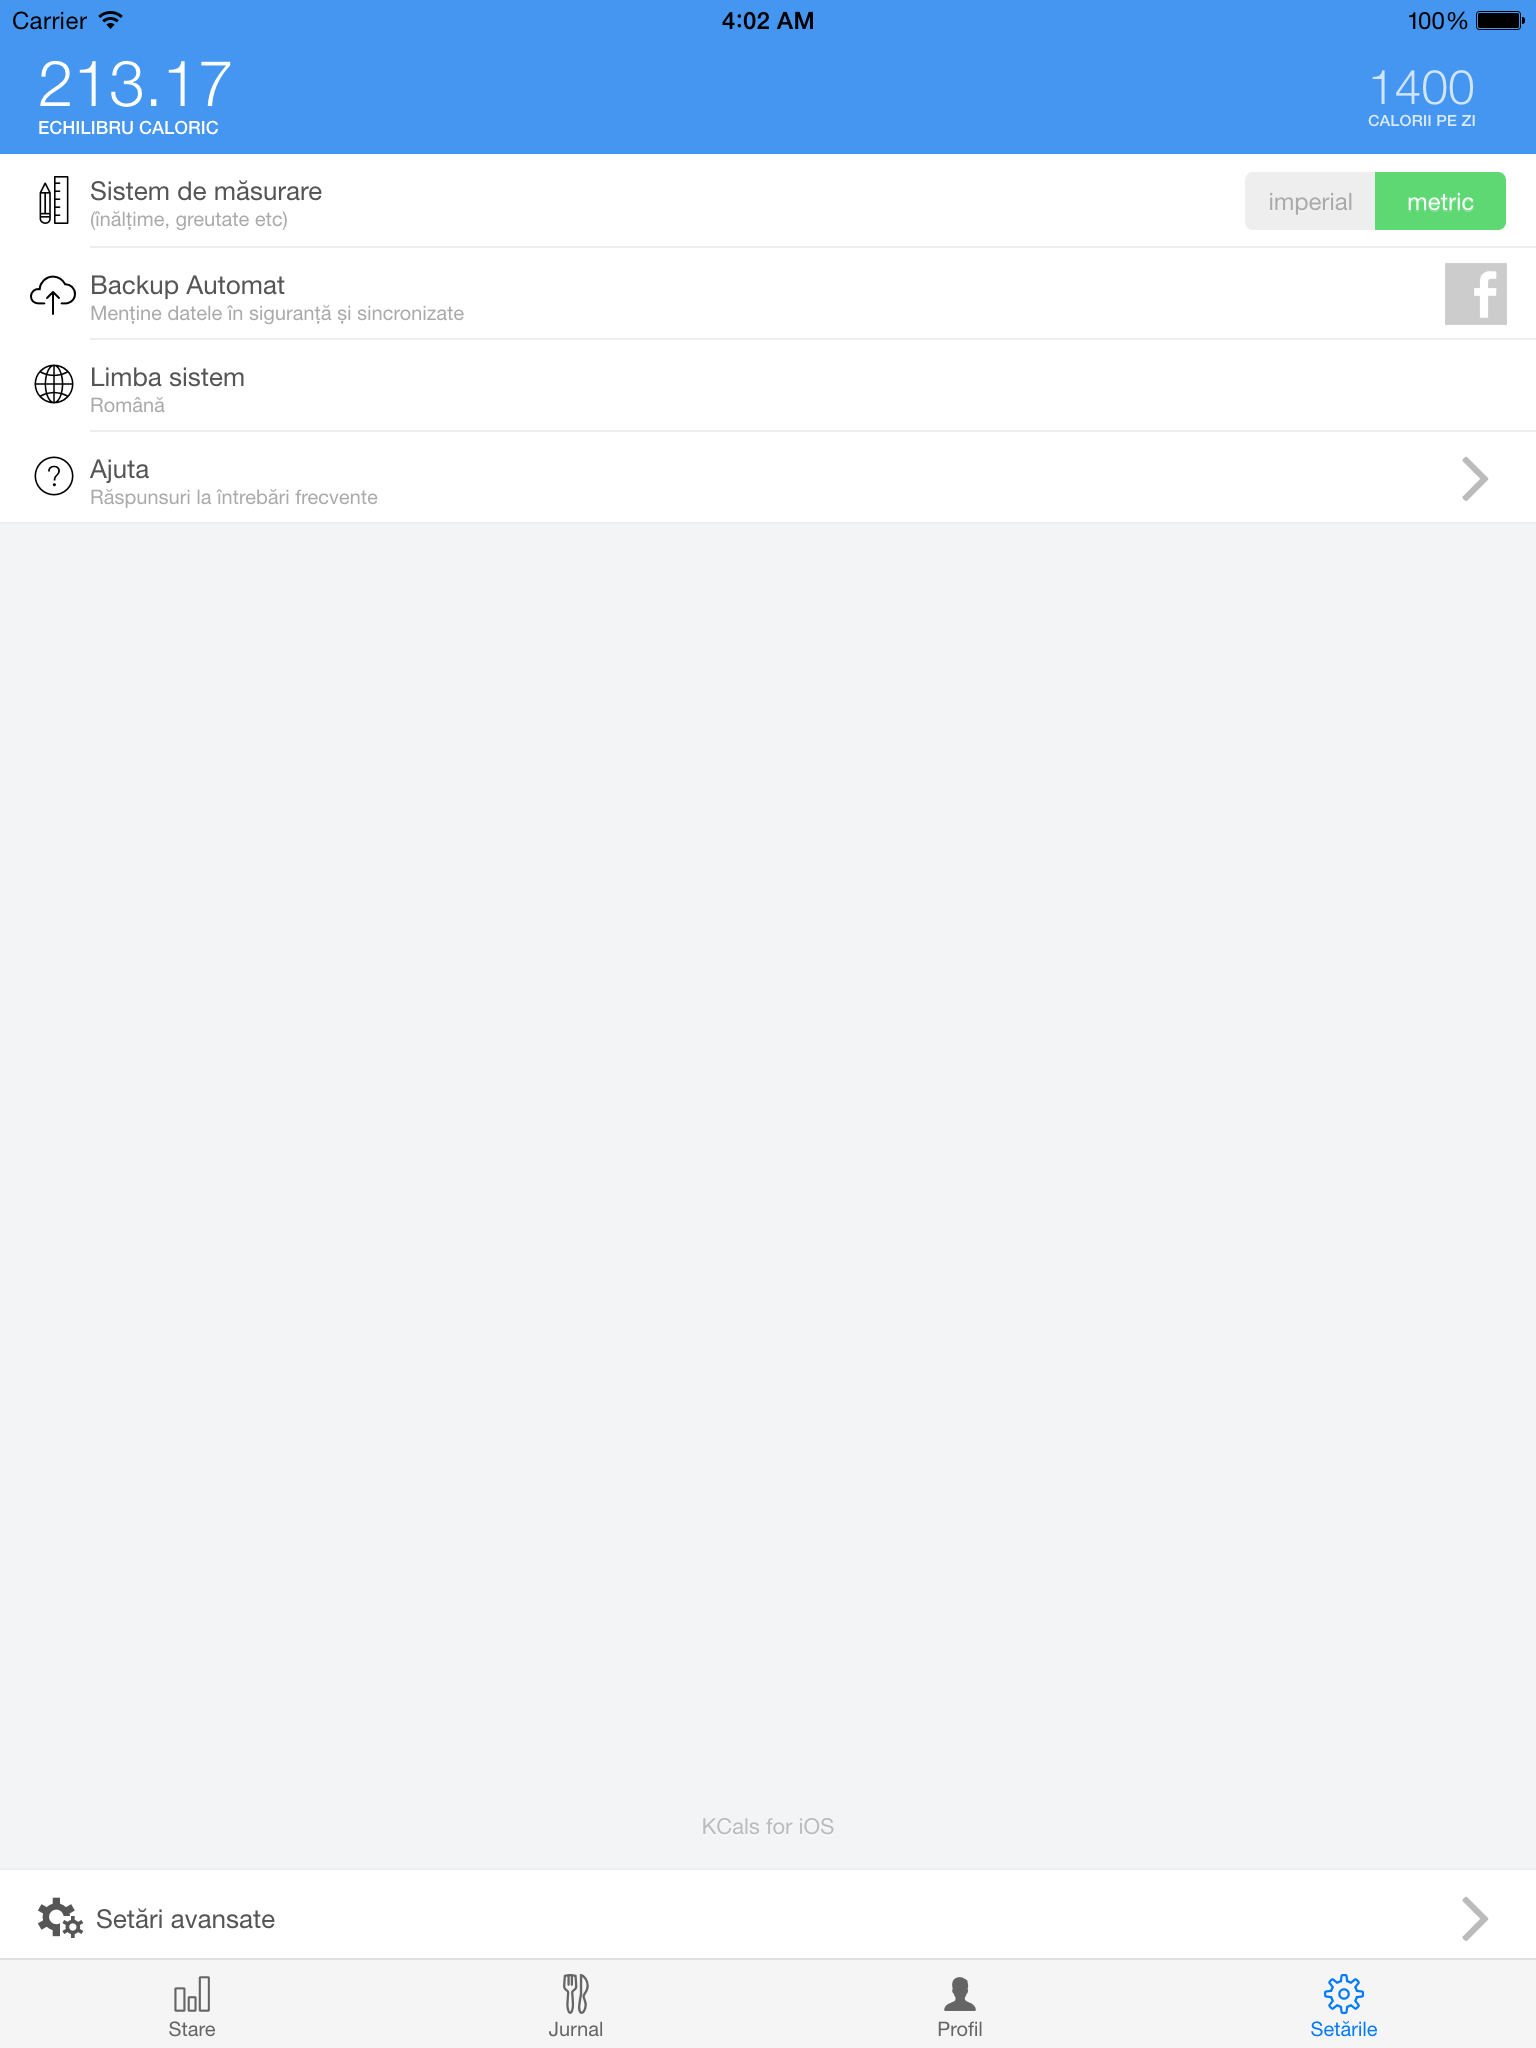 Carrier 4:02 AM 100%
213.17
ECHILIBRU CALORIC
1400
CALORII PE ZI
Sistem de măsurare
(înălțime, greutate etc)
imperial metric
Backup Automat
Menține datele în siguranță și sincronizate
f
Limba sistem
Română
?
Ajuta
Răspunsuri la întrebări frecvente
KCals for iOS
Setări avansate
Stare Jurnal Profil Setările